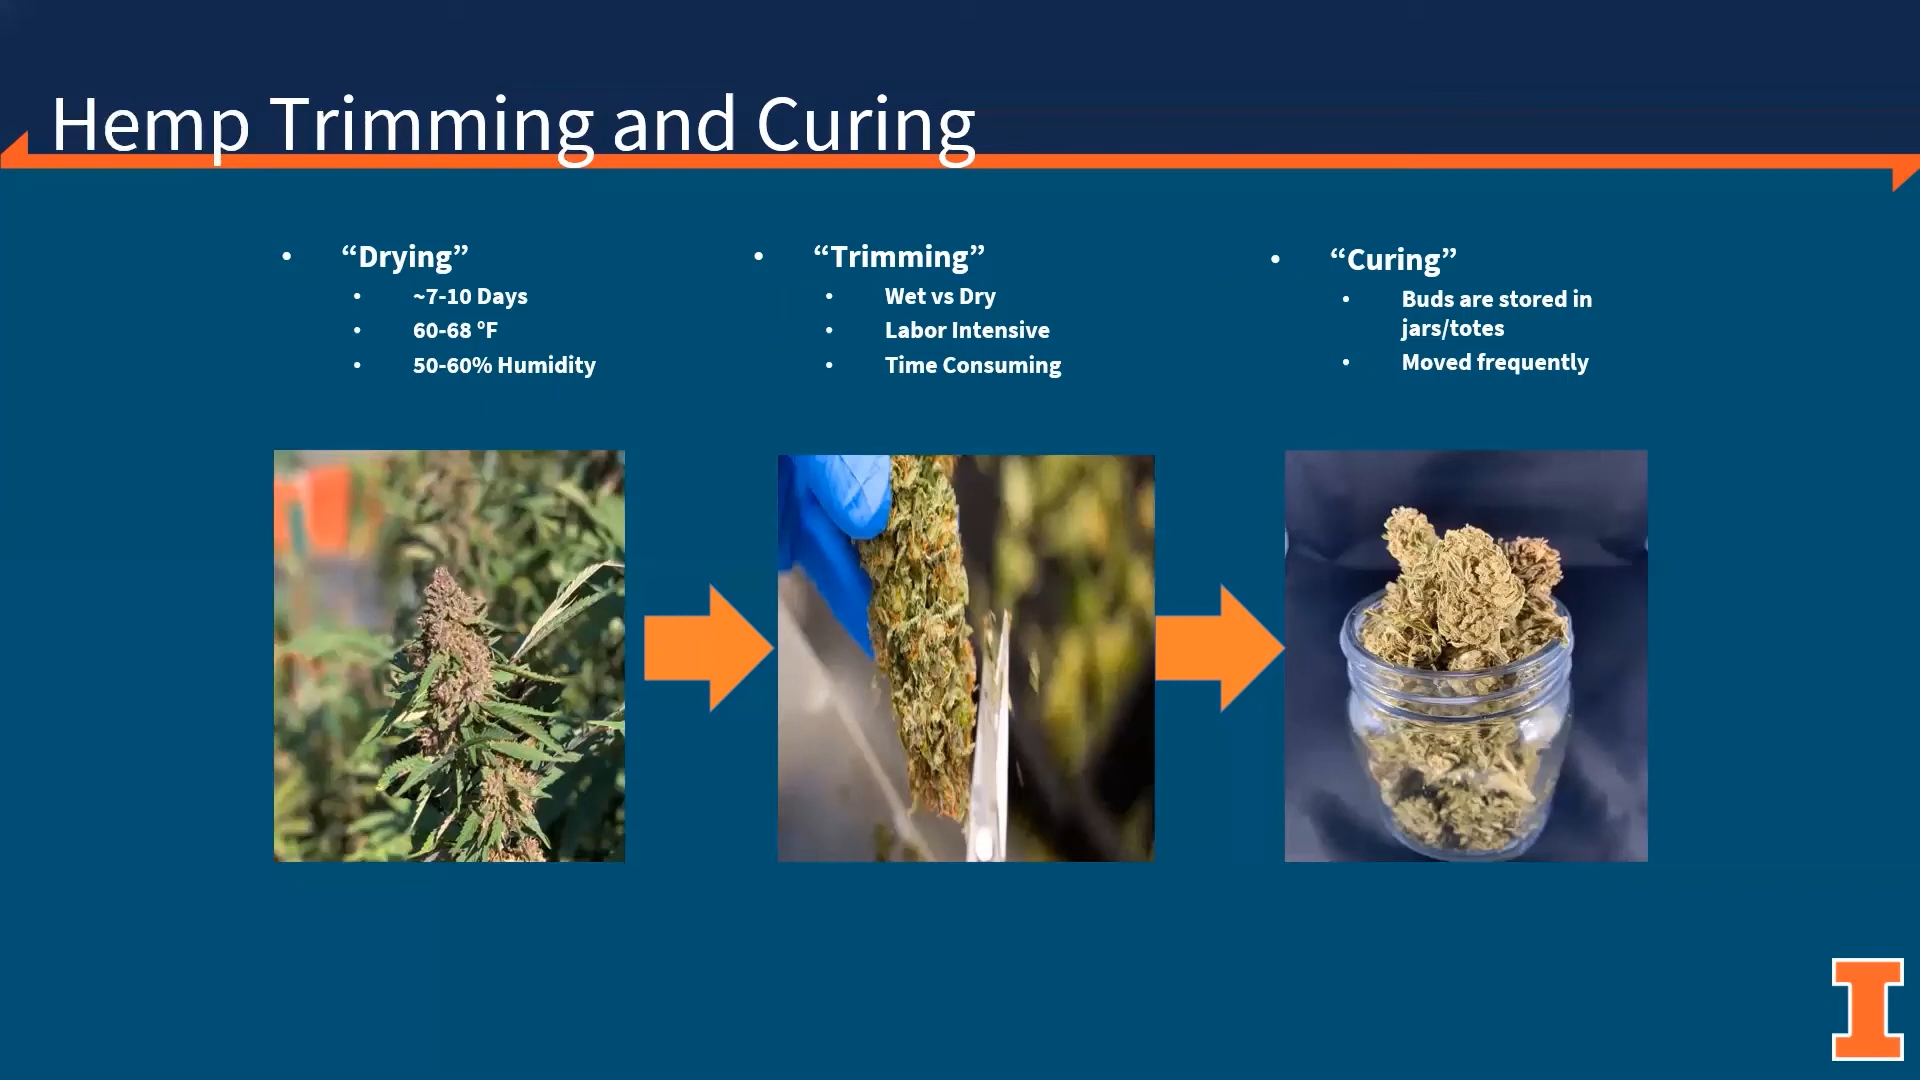 Hemp Trimming and Curing
• “Drying”
• ~7-10 Days
• 60-68 °F
• 50-60% Humidity
• “Trimming”
• Wet vs Dry
• Labor Intensive
• Time Consuming
• “Curing”
• Buds are stored in
jars/totes
• Moved frequently
I